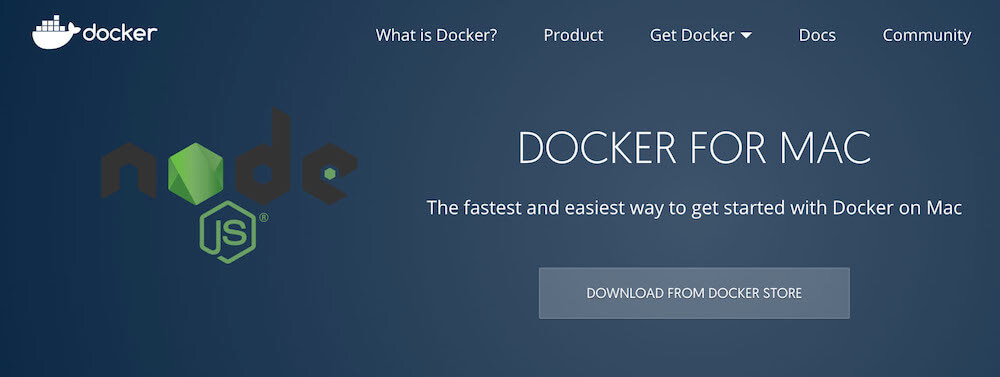 docker
What is Docker?
Product
Get Docker
Docs
Community
node
JS®
DOCKER FOR MAC
The fastest and easiest way to get started with Docker on Mac
DOWNLOAD FROM DOCKER STORE